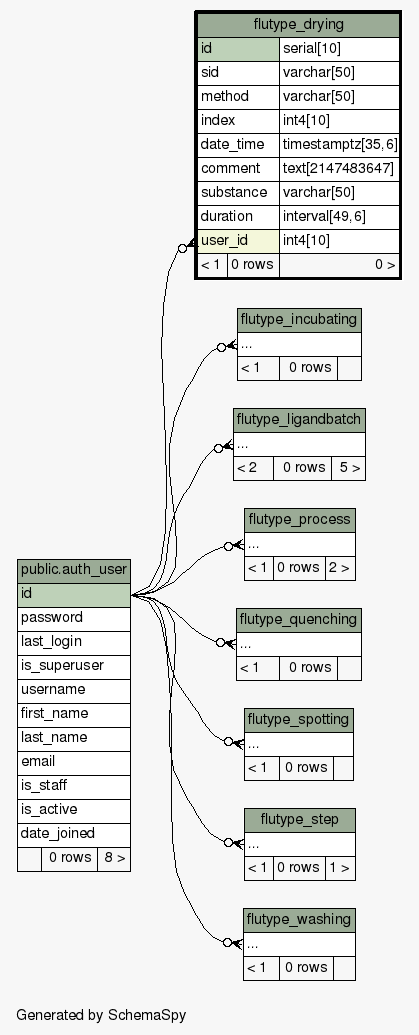 flutype_drying
id serial[10]
sid varchar[50]
method varchar[50]
index int4[10]
date_time timestamptz[35,6]
comment text[2147483647]
substance varchar[50]
duration interval[49,6]
user_id int4[10]
< 1 0 rows 0 >
flutype_incubating
...
< 1 0 rows
flutype_ligandbatch
...
< 2 0 rows 5 >
flutype_process
...
< 1 0 rows 2 >
flutype_quenching
...
< 1 0 rows
flutype_spotting
...
< 1 0 rows
flutype_step
...
< 1 0 rows 1 >
flutype_washing
...
< 1 0 rows
public.auth_user
id
password
last_login
is_superuser
username
first_name
last_name
email
is_staff
is_active
date_joined
0 rows 8 >
Generated by SchemaSpy